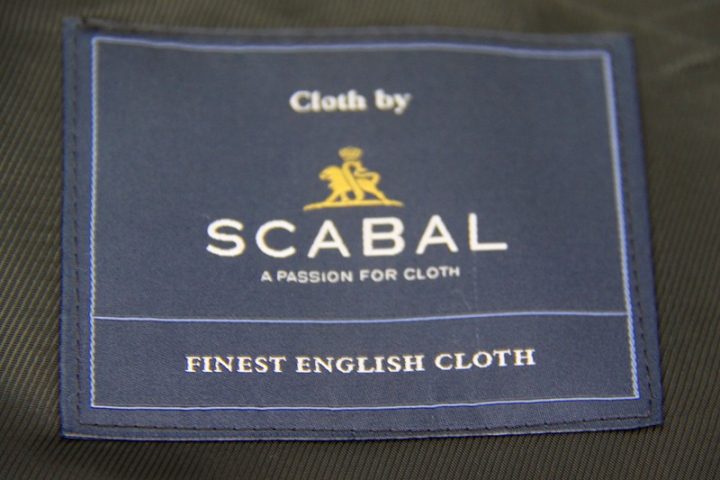 Cloth by
SCABAL
A PASSION FOR CLOTH
FINEST ENGLISH CLOTH